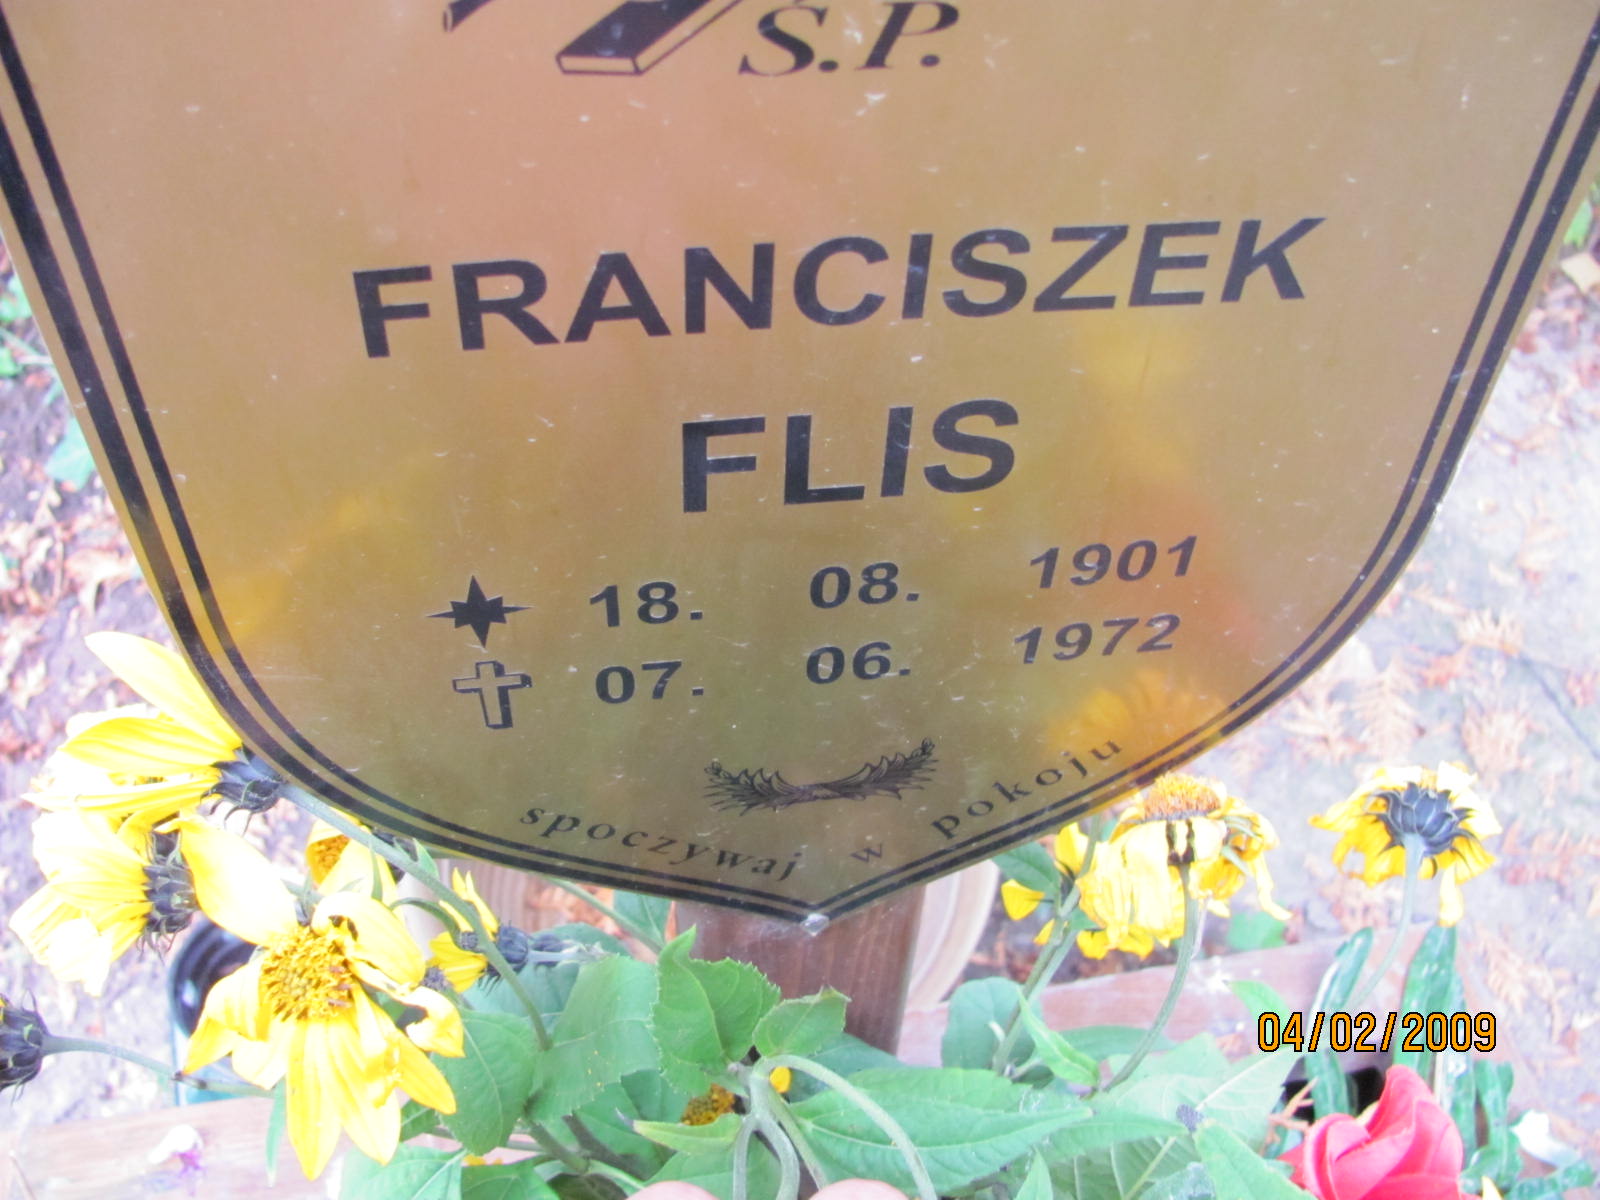 Ś.P.
FRANCISZEK
FLIS
18. 08. 1901
07. 06. 1972
spoczywaj w pokoju
04/02/2009